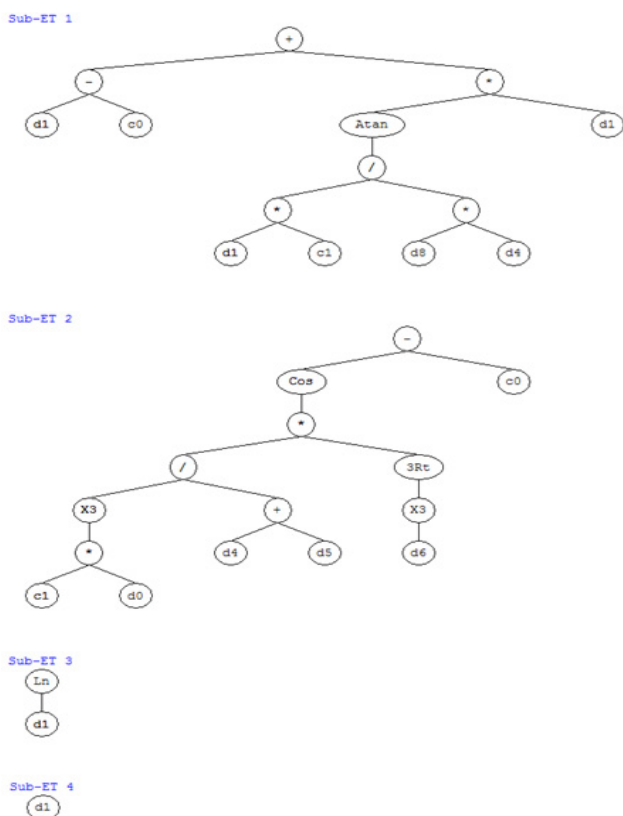 Sub-ET 1
+
- *
d1 c0 Atan d1
/
* *
d1 c1 d8 d4
Sub-ET 2
-
Cos c0
*
/ 3Rt
X3 + X3
* d4 d5 d6
c1 d0
Sub-ET 3
Ln
d1
Sub-ET 4
d1